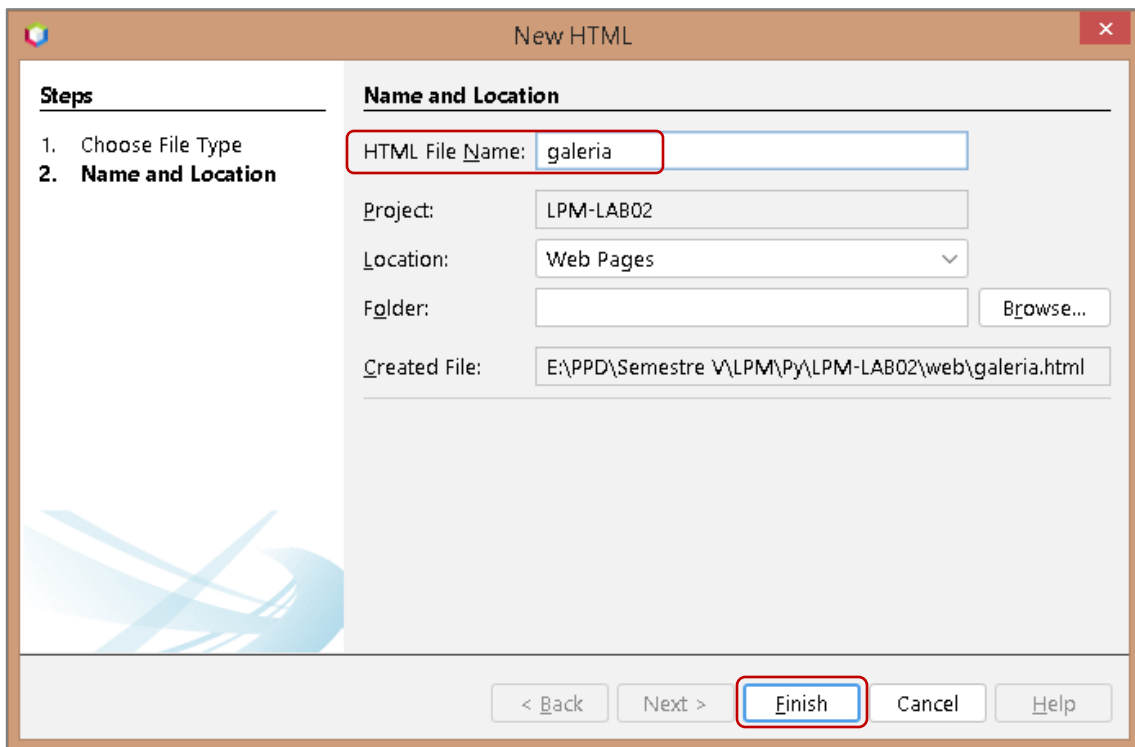 New HTML
Steps
1. Choose File Type
2. Name and Location
Name and Location
HTML File Name: galeria
Project: LPM-LAB02
Location: Web Pages
Folder: Browse...
Created File: E:\PPD\Semestre V\LPM\Py\LPM-LAB02\web\galeria.html
< Back Next > Finish Cancel Help